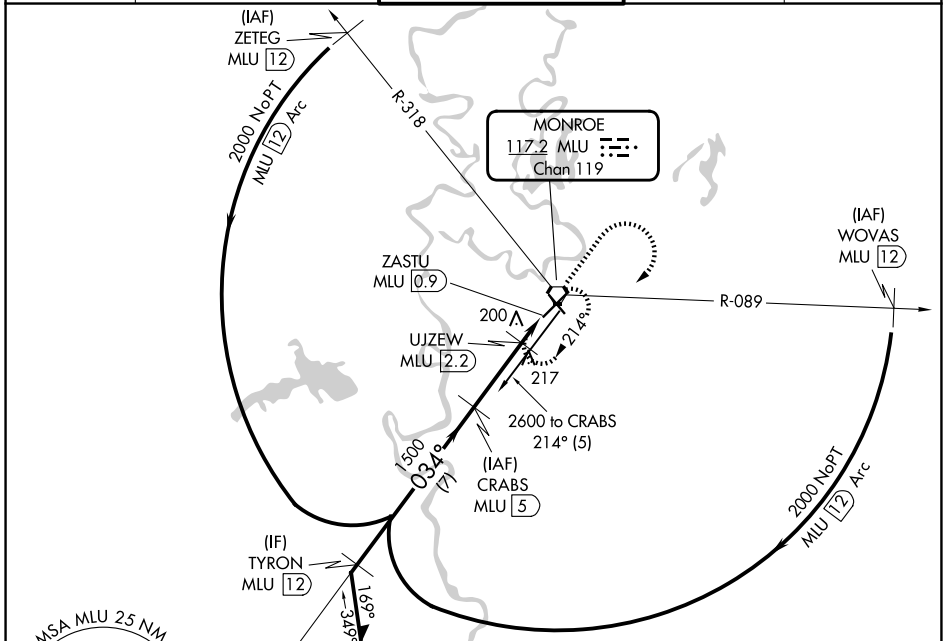 (IAF)
ZETEG
MLU 12
2000 NoPT
MLU 12 Arc
R-318
MONROE
117.2 MLU
Chan 119
(IAF)
WOVAS
MLU 12
ZASTU
MLU 0.9
R-089
200
UJZEW
MLU 2.2
214°
217
2600 to CRABS
214° (5)
1500
034°
(7)
(IAF)
CRABS
MLU 5
2000 NoPT
MLU 12 Arc
(IF)
TYRON
MLU 12
169°
349°
MSA MLU 25 NM